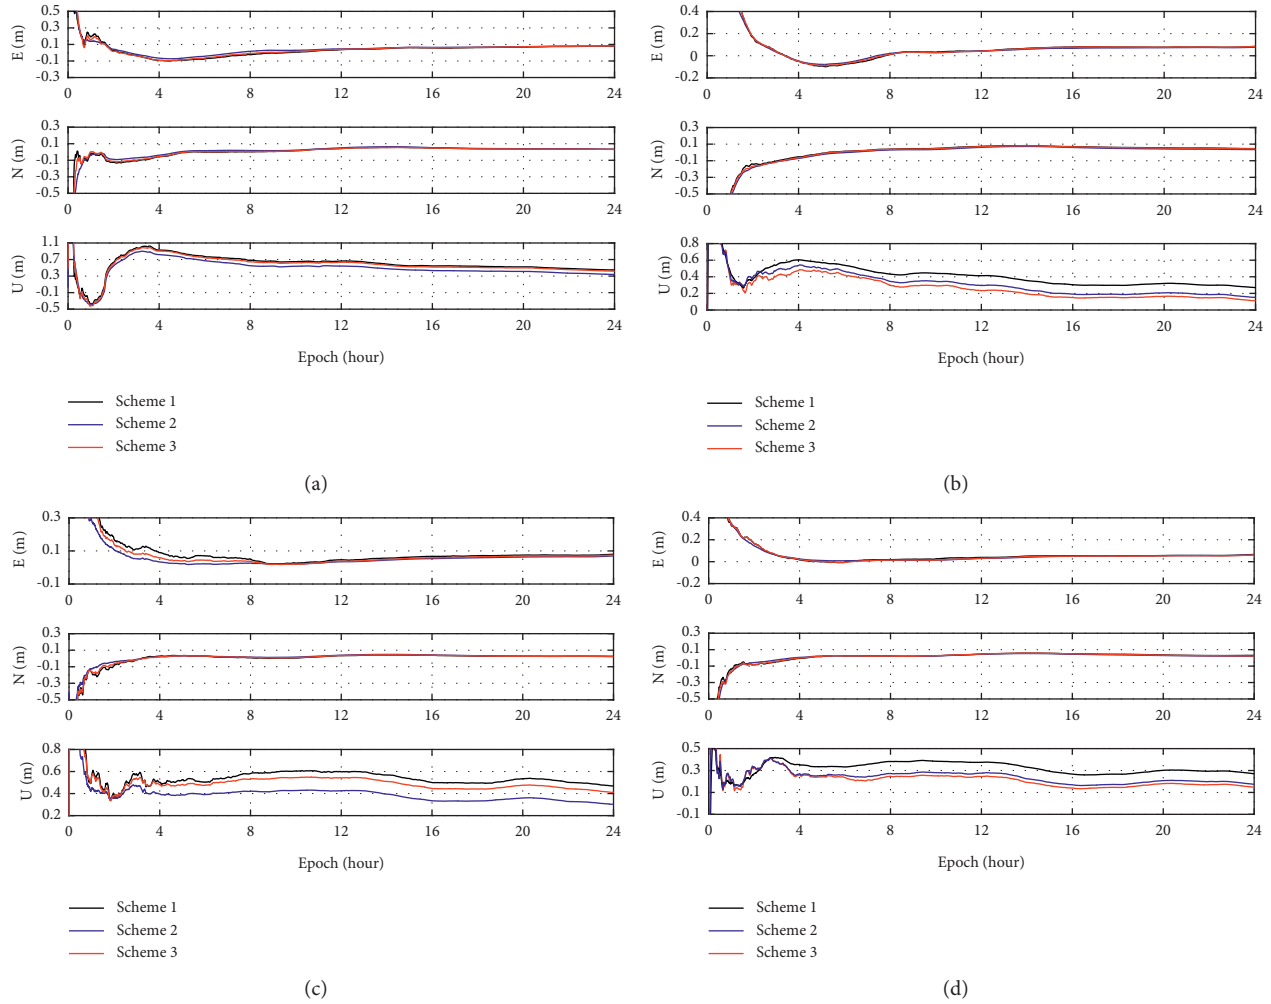 E (m)
0.5
0.3
0.1
-0.1
-0.3
0 4 8 12 16 20 24
N (m)
0.3
0.1
-0.1
-0.3
-0.5
0 4 8 12 16 20 24
U (m)
1.1
0.7
0.3
-0.1
-0.5
0 4 8 12 16 20 24
Epoch (hour)
Scheme 1
Scheme 2
Scheme 3
(a)
E (m)
0.4
0.2
0
-0.2
0 4 8 12 16 20 24
N (m)
0.3
0.1
-0.1
-0.3
-0.5
0 4 8 12 16 20 24
U (m)
0.8
0.6
0.4
0.2
0
0 4 8 12 16 20 24
Epoch (hour)
Scheme 1
Scheme 2
Scheme 3
(b)
E (m)
0.3
0.1
-0.1
0 4 8 12 16 20 24
N (m)
0.3
0.1
-0.1
-0.3
-0.5
0 4 8 12 16 20 24
U (m)
0.8
0.6
0.4
0.2
0 4 8 12 16 20 24
Epoch (hour)
Scheme 1
Scheme 2
Scheme 3
(c)
E (m)
0.4
0.2
0
-0.2
0 4 8 12 16 20 24
N (m)
0.3
0.1
-0.1
-0.3
-0.5
0 4 8 12 16 20 24
U (m)
0.5
0.3
0.1
-0.1
0 4 8 12 16 20 24
Epoch (hour)
Scheme 1
Scheme 2
Scheme 3
(d)